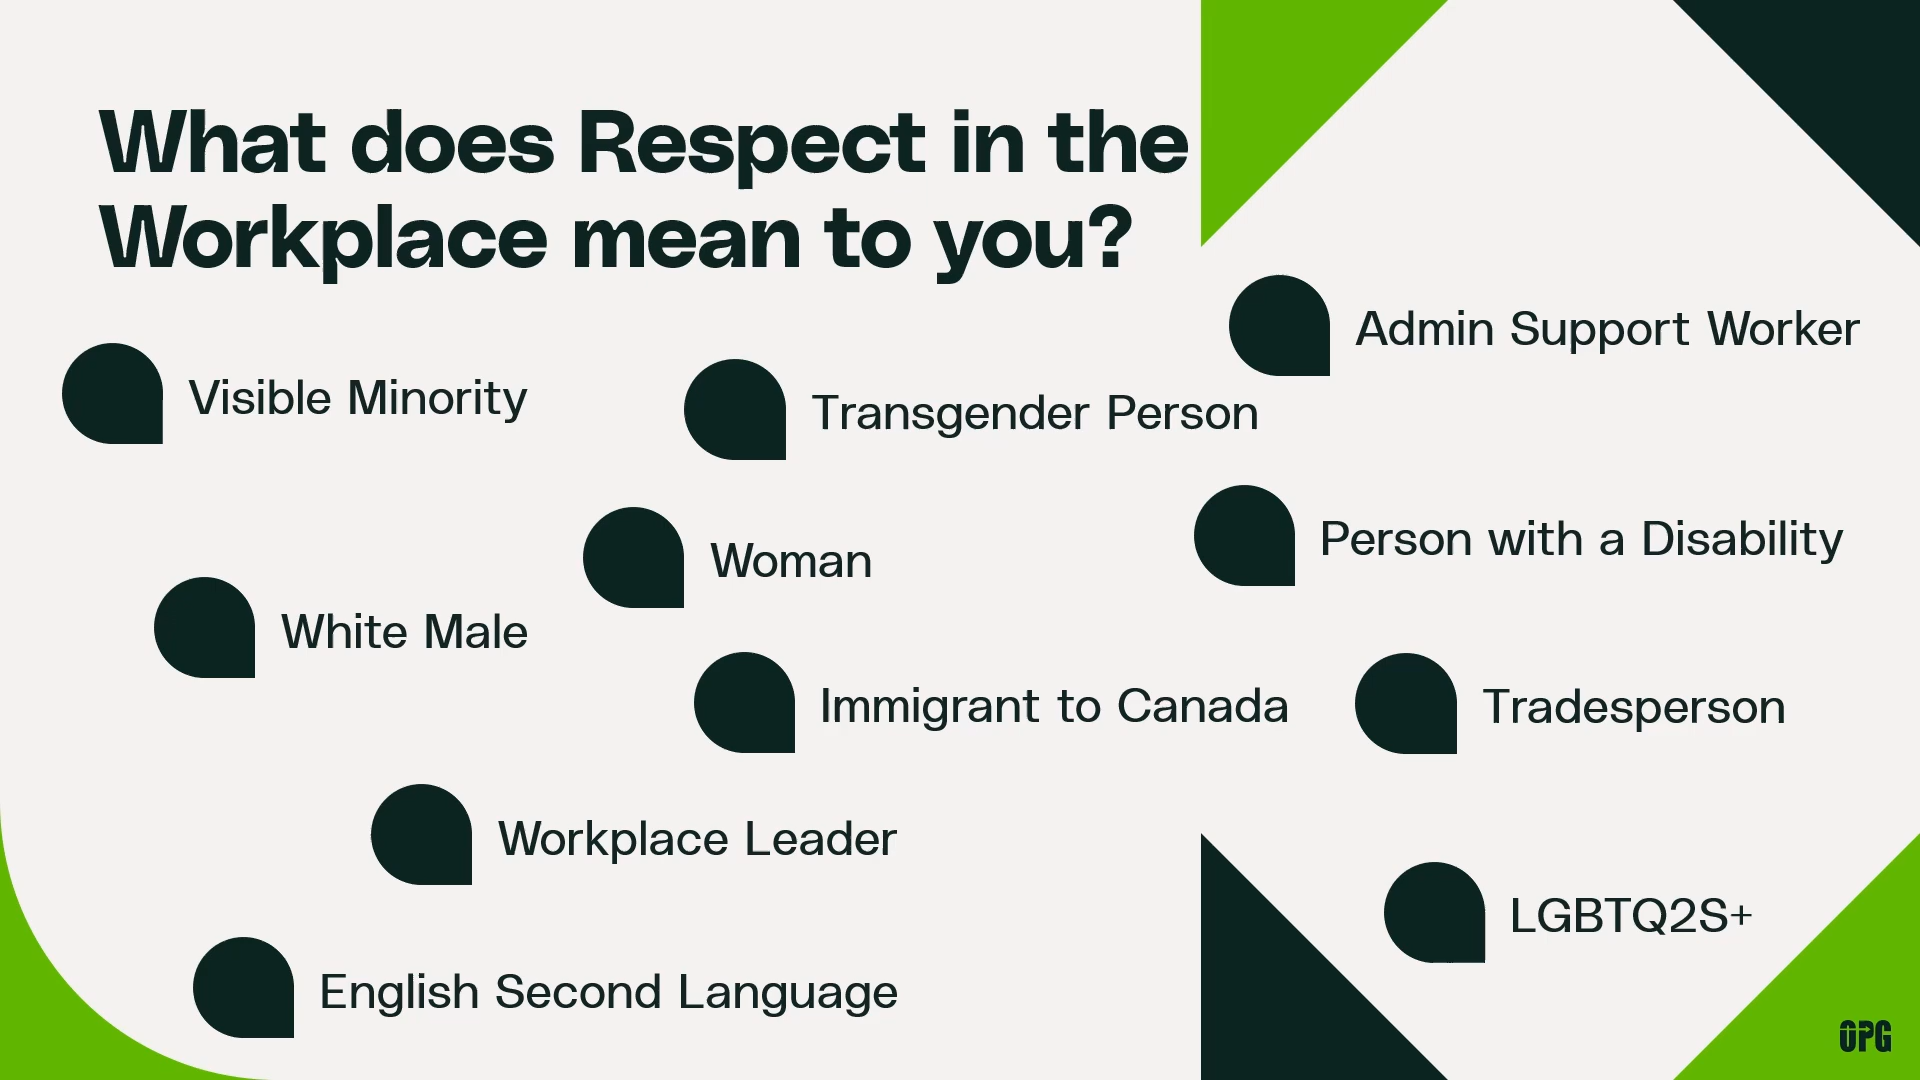 What does Respect in the
Workplace mean to you?
Admin Support Worker
Visible Minority
Transgender Person
Person with a Disability
Woman
White Male
Immigrant to Canada
Tradesperson
Workplace Leader
LGBTQ2S+
English Second Language
OPG